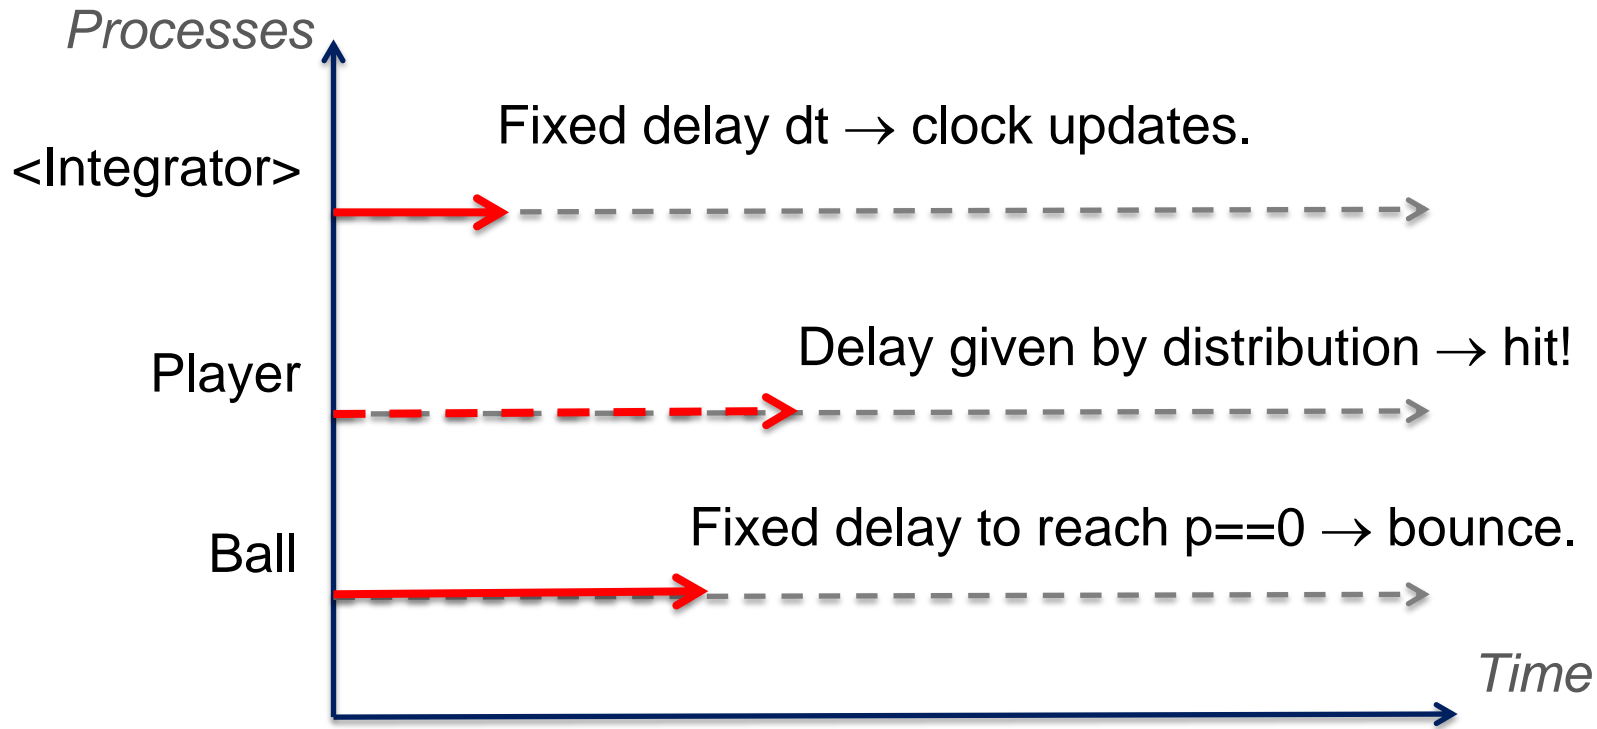 Processes
Fixed delay dt → clock updates.
<Integrator>
Delay given by distribution → hit!
Player
Fixed delay to reach p==0 → bounce.
Ball
Time